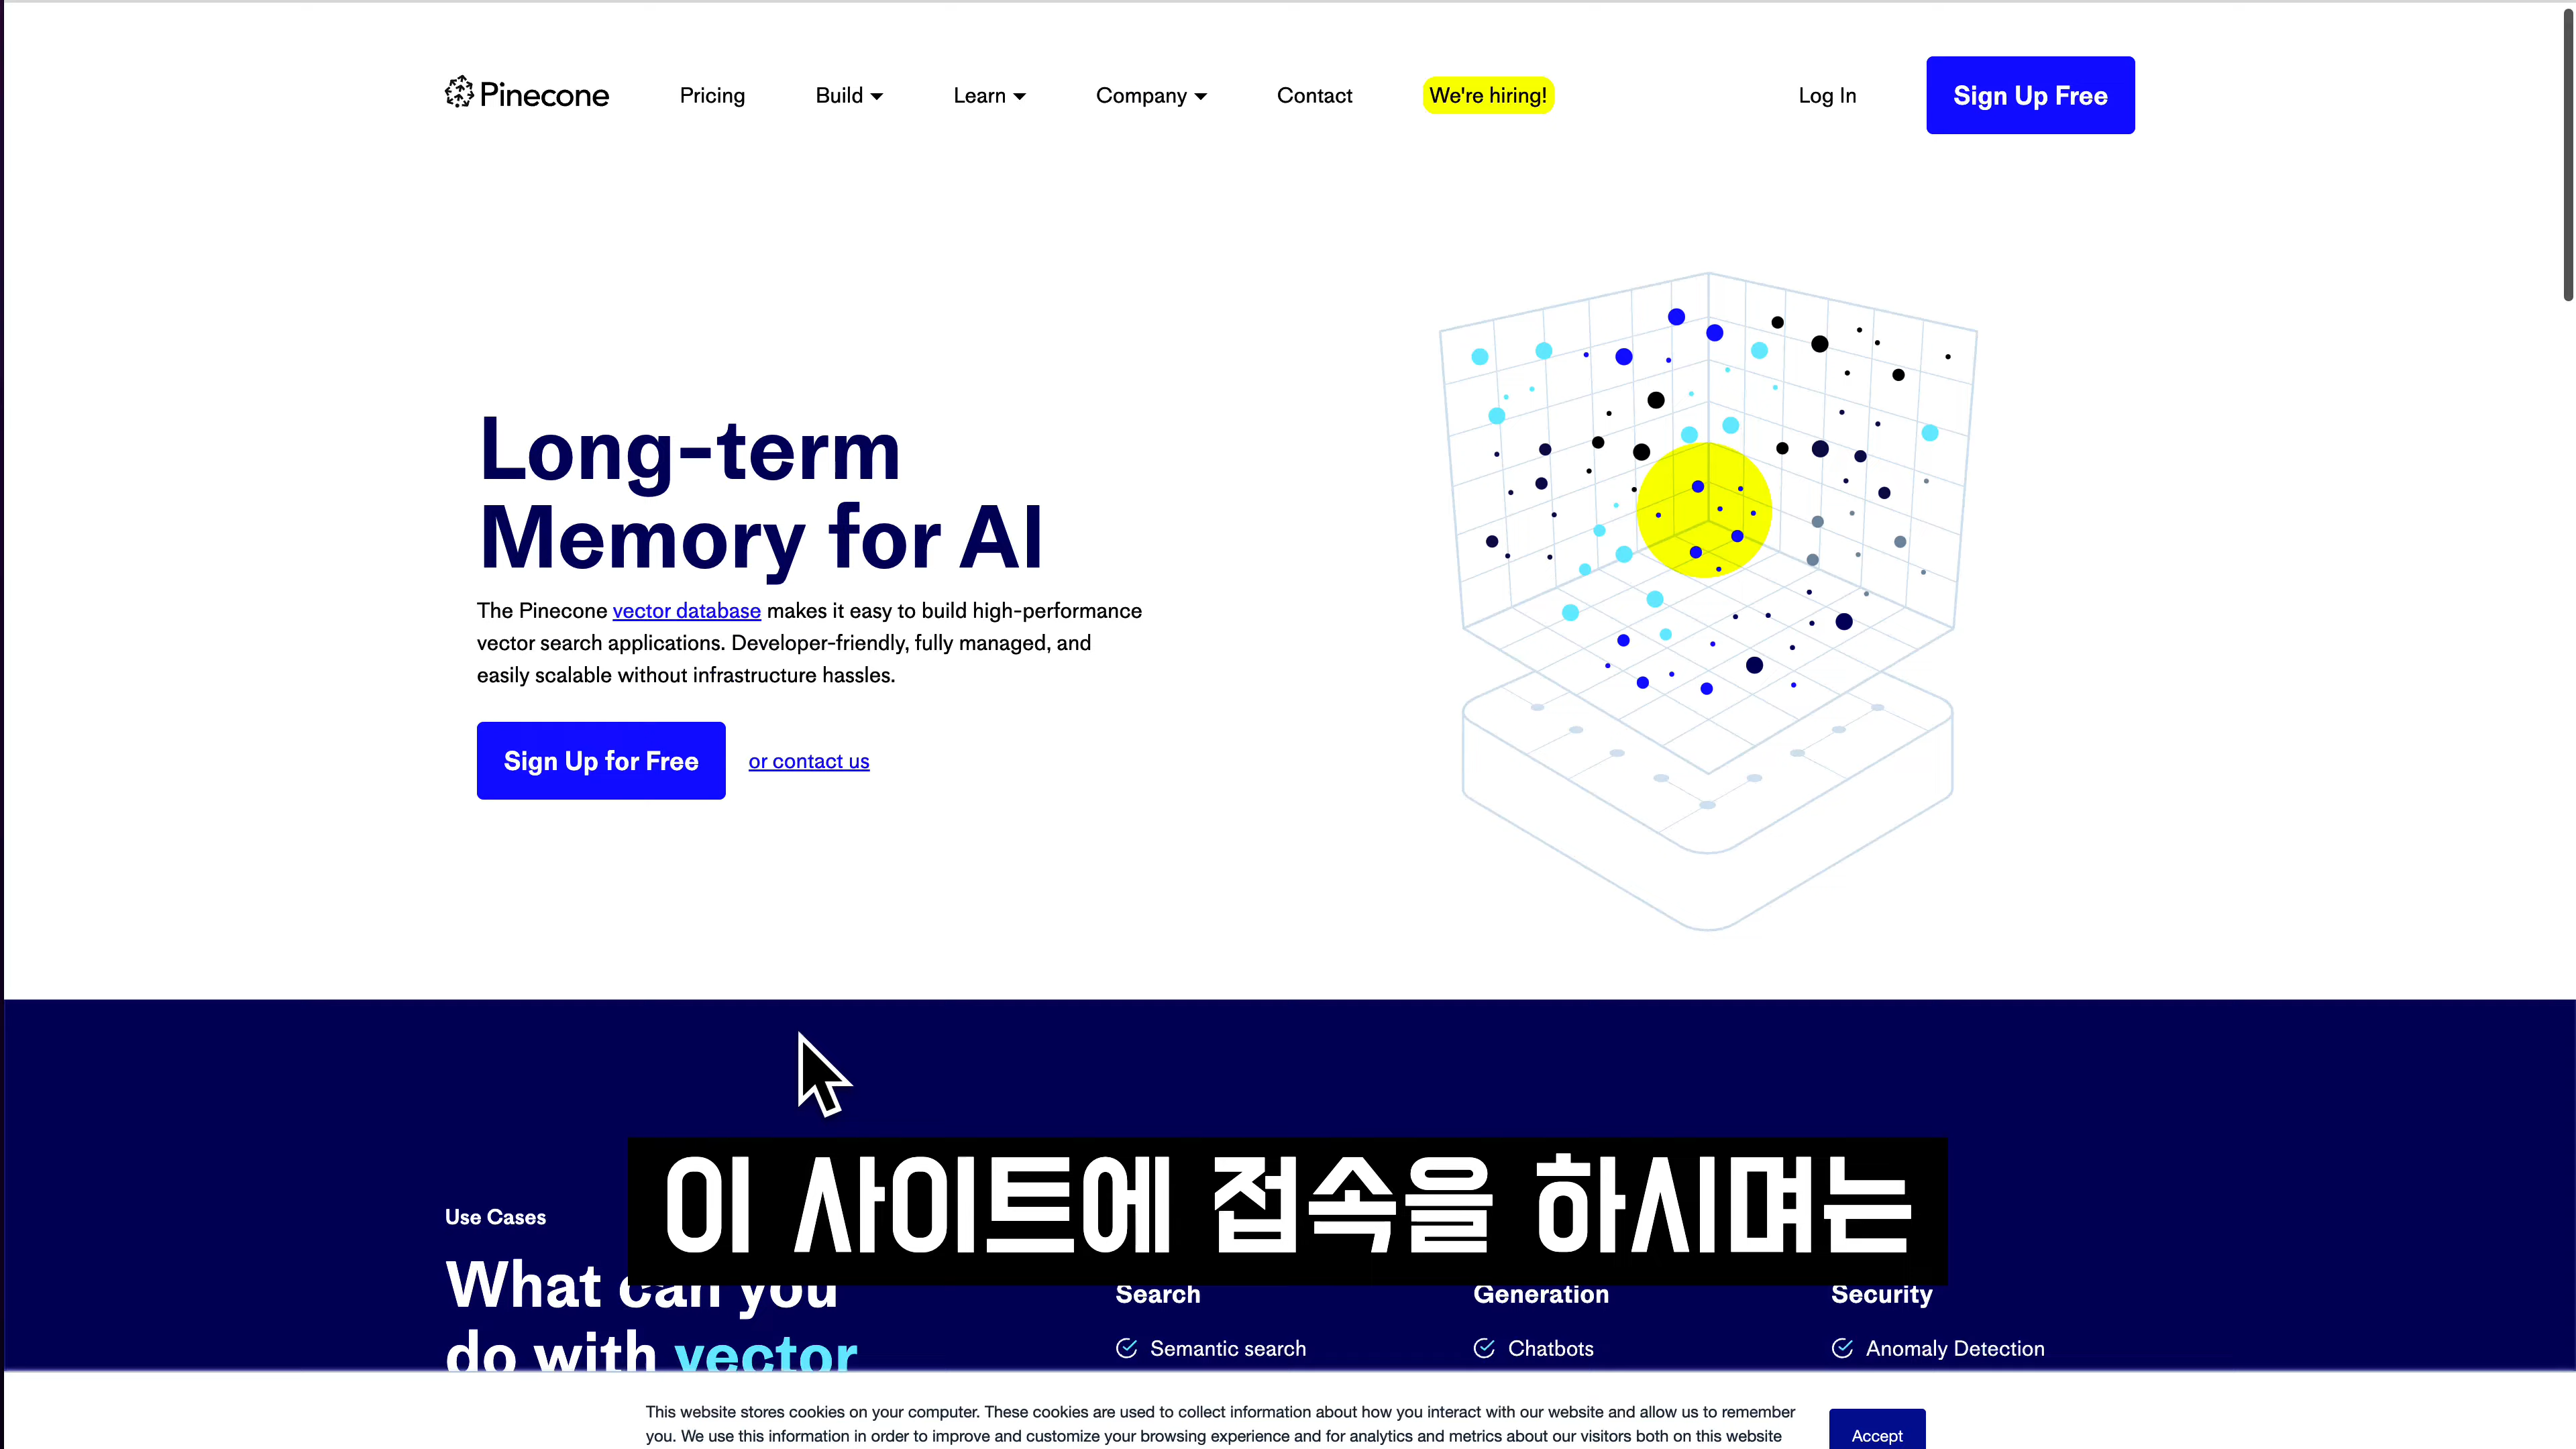 Pinecone
Pricing
Build
Learn
Company
Contact
We're hiring!
Log In
Sign Up Free
Long-term
Memory for AI
The Pinecone vector database makes it easy to build high-performance
vector search applications. Developer-friendly, fully managed, and
easily scalable without infrastructure hassles.
Sign Up for Free
or contact us
이 사이트에 접속을 하시며는
Use Cases
What can you
do with vector
Search
Semantic search
Generation
Chatbots
Security
Anomaly Detection
This website stores cookies on your computer. These cookies are used to collect information about how you interact with our website and allow us to remember
you. We use this information in order to improve and customize your browsing experience and for analytics and metrics about our visitors both on this website
Accept